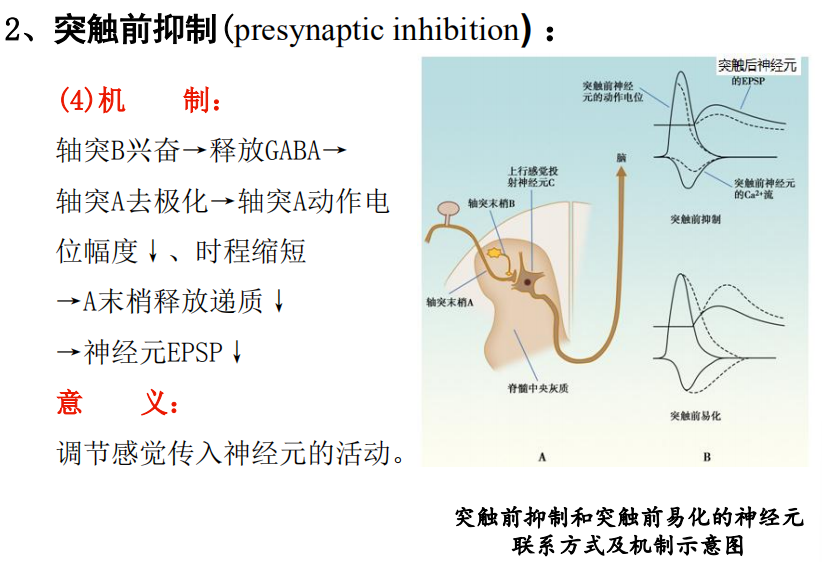 2、突触前抑制(presynaptic inhibition)：
(4)机 制：
轴突B兴奋→释放GABA→
轴突A去极化→轴突A动作电
位幅度↓、时程缩短
→A末梢释放递质↓
→神经元EPSP↓
意 义：
调节感觉传入神经元的活动。
突触后神经元
的EPSP
突触前神经
元的动作电位
脑
上行感觉投
射神经元C
轴突末梢B
突触前神经元
的Ca²⁺流
突触前抑制
轴突末梢A
脊髓中央灰质
突触前易化
A
B
突触前抑制和突触前易化的神经元
联系方式及机制示意图